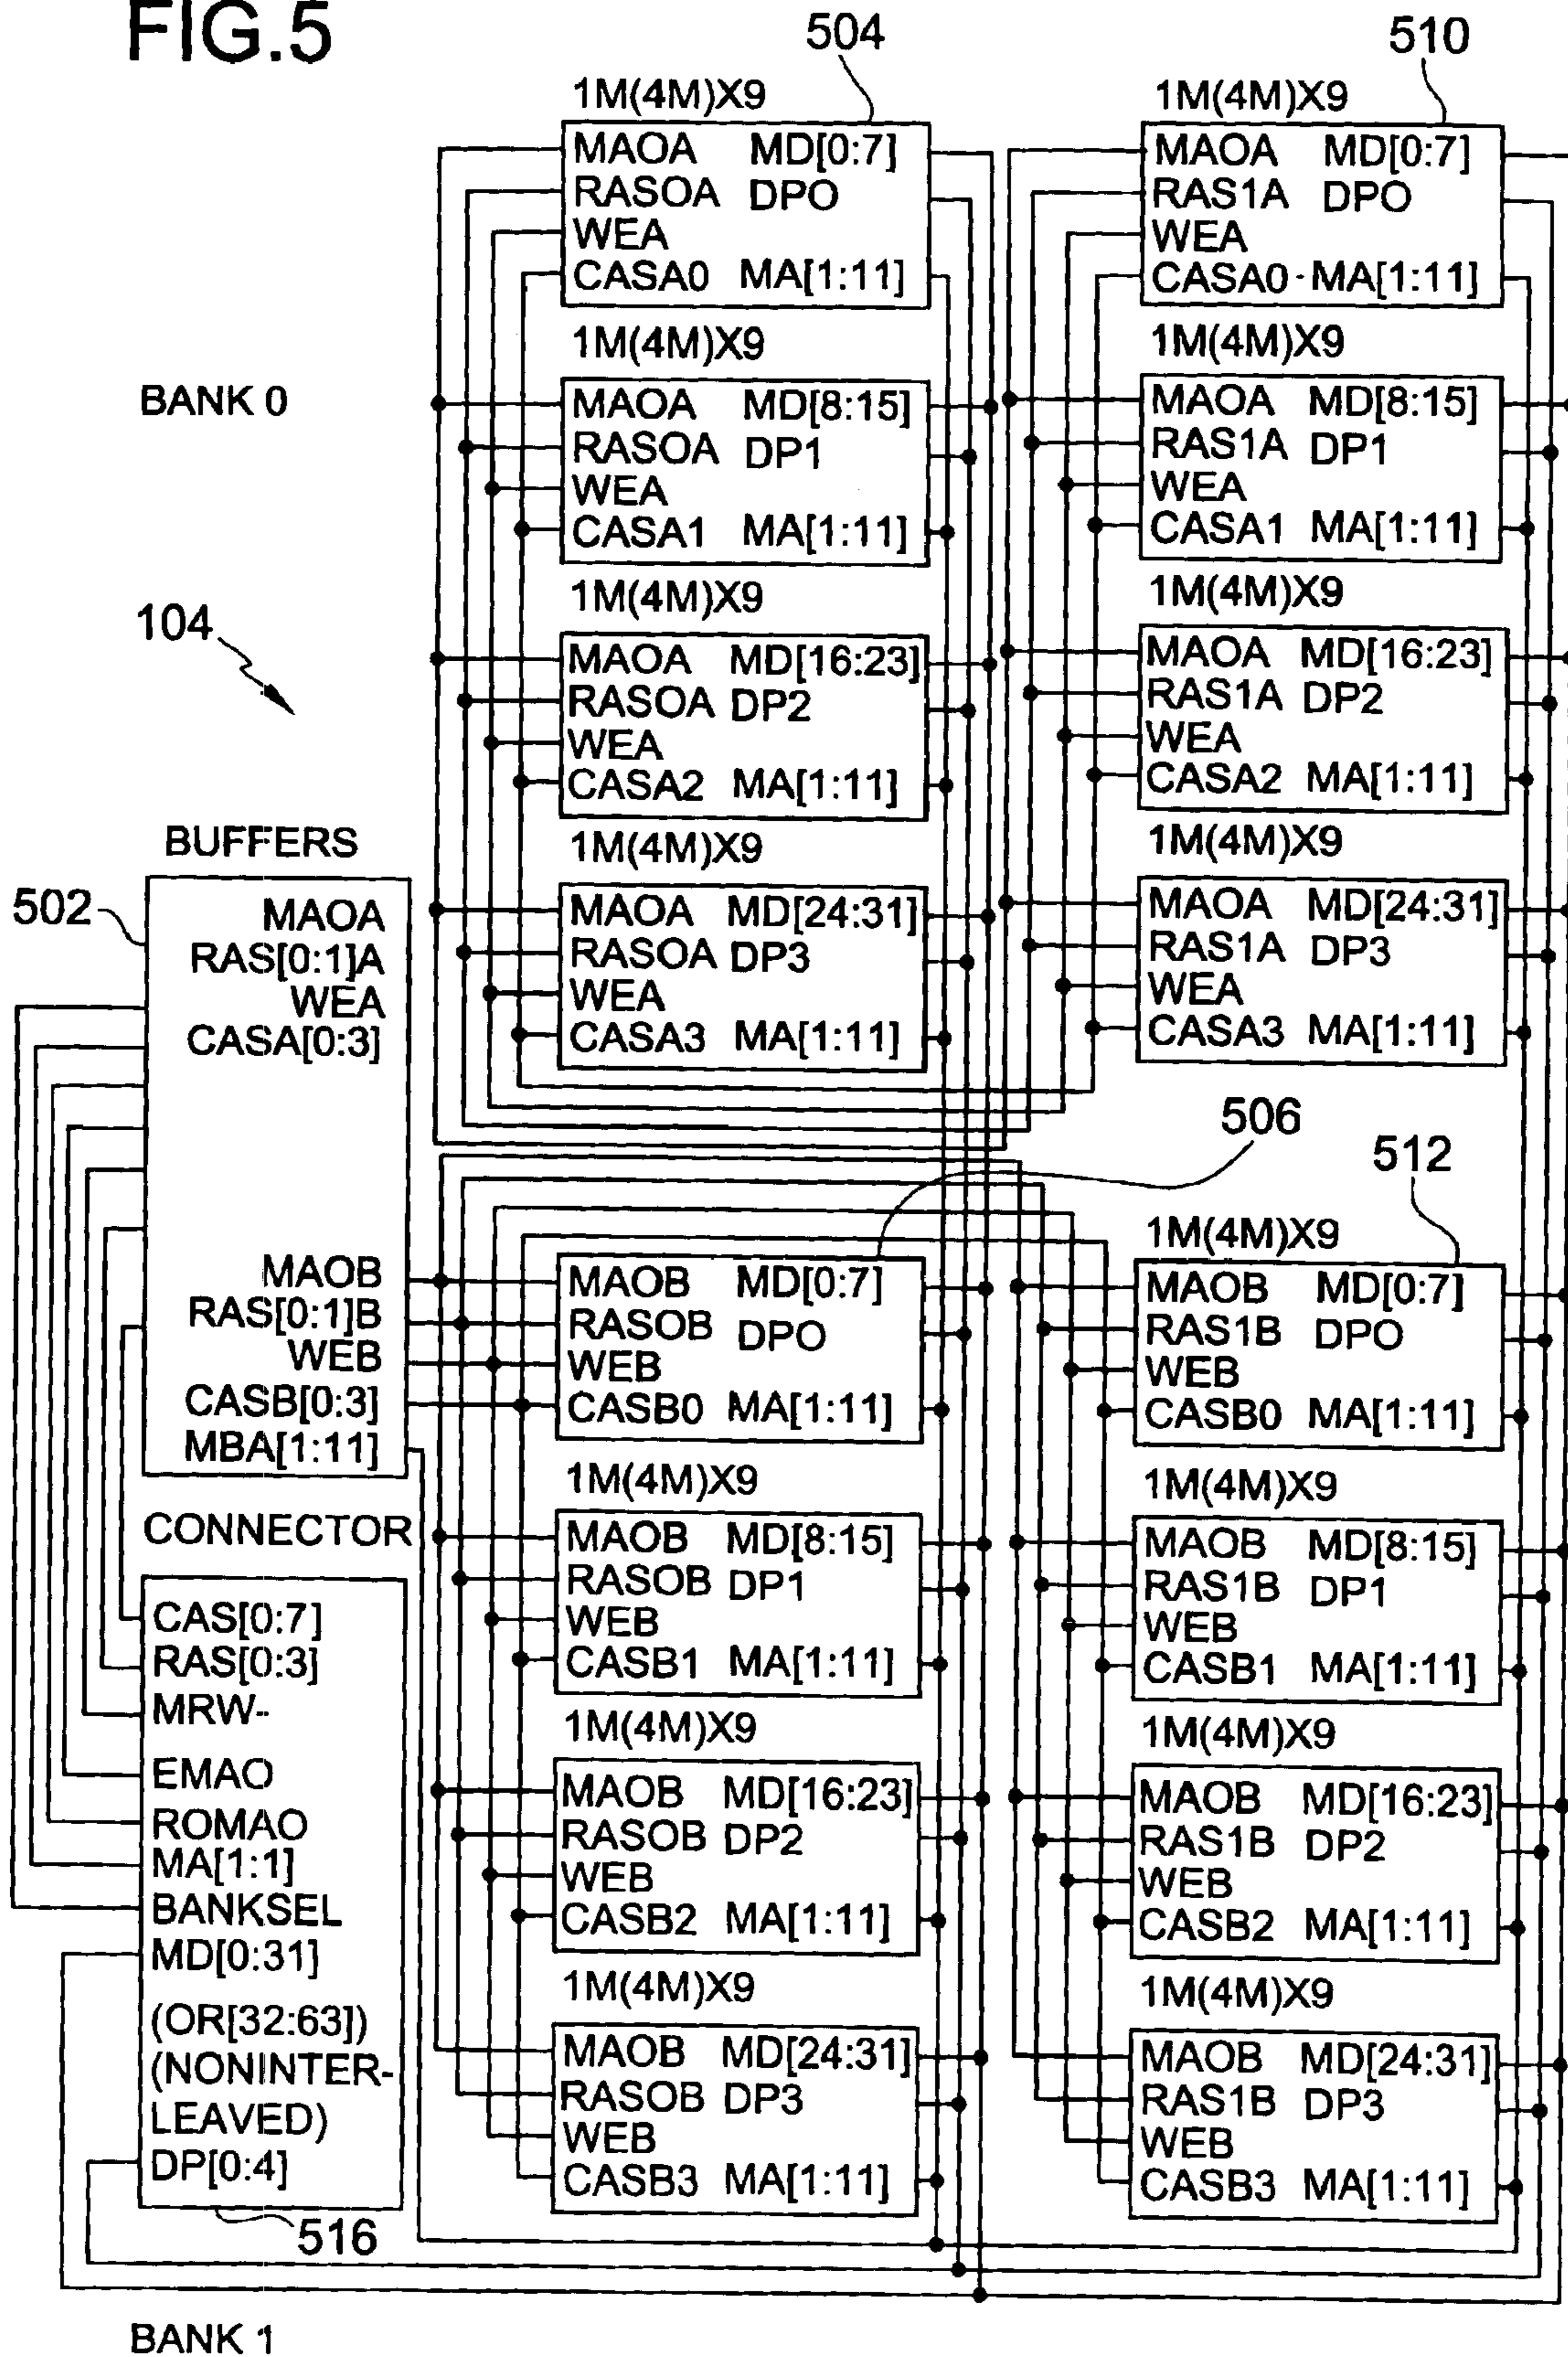 FIG.5
504
510
1M(4M)X9
MAOA MD[0:7]
RASOA DPO
WEA
CASA0 MA[1:11]
1M(4M)X9
MAOA MD[0:7]
RAS1A DPO
WEA
CASA0 - MA[1:11]
BANK 0
1M(4M)X9
MAOA MD[8:15]
RASOA DP1
WEA
CASA1 MA[1:11]
1M(4M)X9
MAOA MD[8:15]
RAS1A DP1
WEA
CASA1 MA[1:11]
104
1M(4M)X9
MAOA MD[16:23]
RASOA DP2
WEA
CASA2 MA[1:11]
1M(4M)X9
MAOA MD[16:23]
RAS1A DP2
WEA
CASA2 MA[1:11]
1M(4M)X9
MAOA MD[24:31]
RASOA DP3
WEA
CASA3 MA[1:11]
1M(4M)X9
MAOA MD[24:31]
RAS1A DP3
WEA
CASA3 MA[1:11]
BUFFERS
502
MAOA
RAS[0:1]A
WEA
CASA[0:3]
MAOB
RAS[0:1]B
WEB
CASB[0:3]
MBA[1:11]
506
512
MAOB MD[0:7]
RASOB DPO
WEB
CASB0 MA[1:11]
1M(4M)X9
MAOB MD[0:7]
RAS1B DPO
WEB
CASB0 MA[1:11]
1M(4M)X9
MAOB MD[8:15]
RASOB DP1
WEB
CASB1 MA[1:11]
1M(4M)X9
MAOB MD[8:15]
RAS1B DP1
WEB
CASB1 MA[1:11]
1M(4M)X9
MAOB MD[16:23]
RASOB DP2
WEB
CASB2 MA[1:11]
1M(4M)X9
MAOB MD[16:23]
RAS1B DP2
WEB
CASB2 MA[1:11]
1M(4M)X9
MAOB MD[24:31]
RASOB DP3
WEB
CASB3 MA[1:11]
1M(4M)X9
MAOB MD[24:31]
RAS1B DP3
WEB
CASB3 MA[1:11]
CONNECTOR
CAS[0:7]
RAS[0:3]
MRW-
EMAO
ROMAO
MA[1:1]
BANKSEL
MD[0:31]
(OR[32:63])
(NONINTER-
LEAVED)
DP[0:4]
516
BANK 1